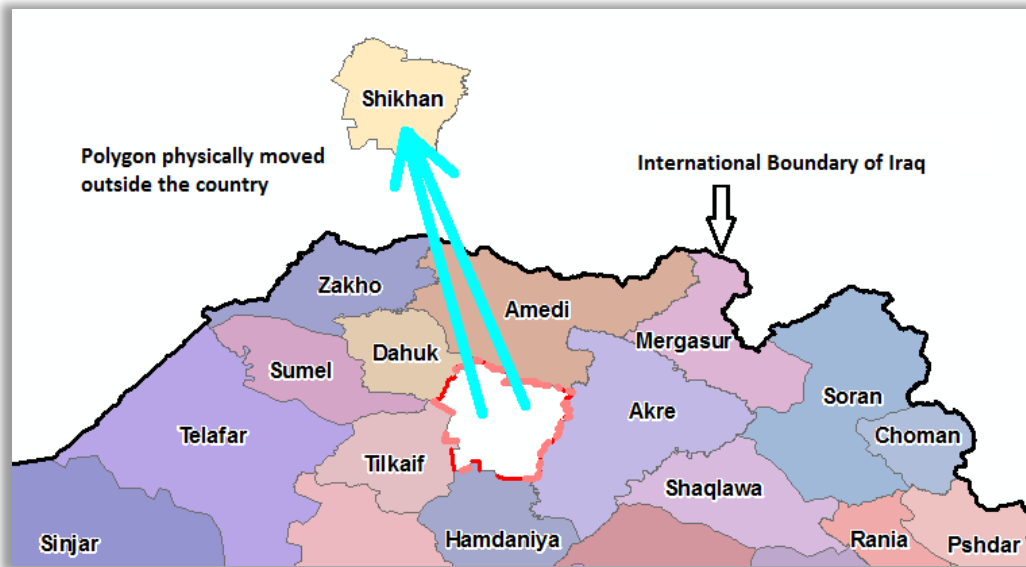 Shikhan
Polygon physically moved
outside the country
International Boundary of Iraq
Zakho
Amedi
Mergasur
Dahuk
Sumel
Soran
Akre
Choman
Telafar
Tilkaif
Shaqlawa
Sinjar
Hamdaniya
Rania
Pshdar